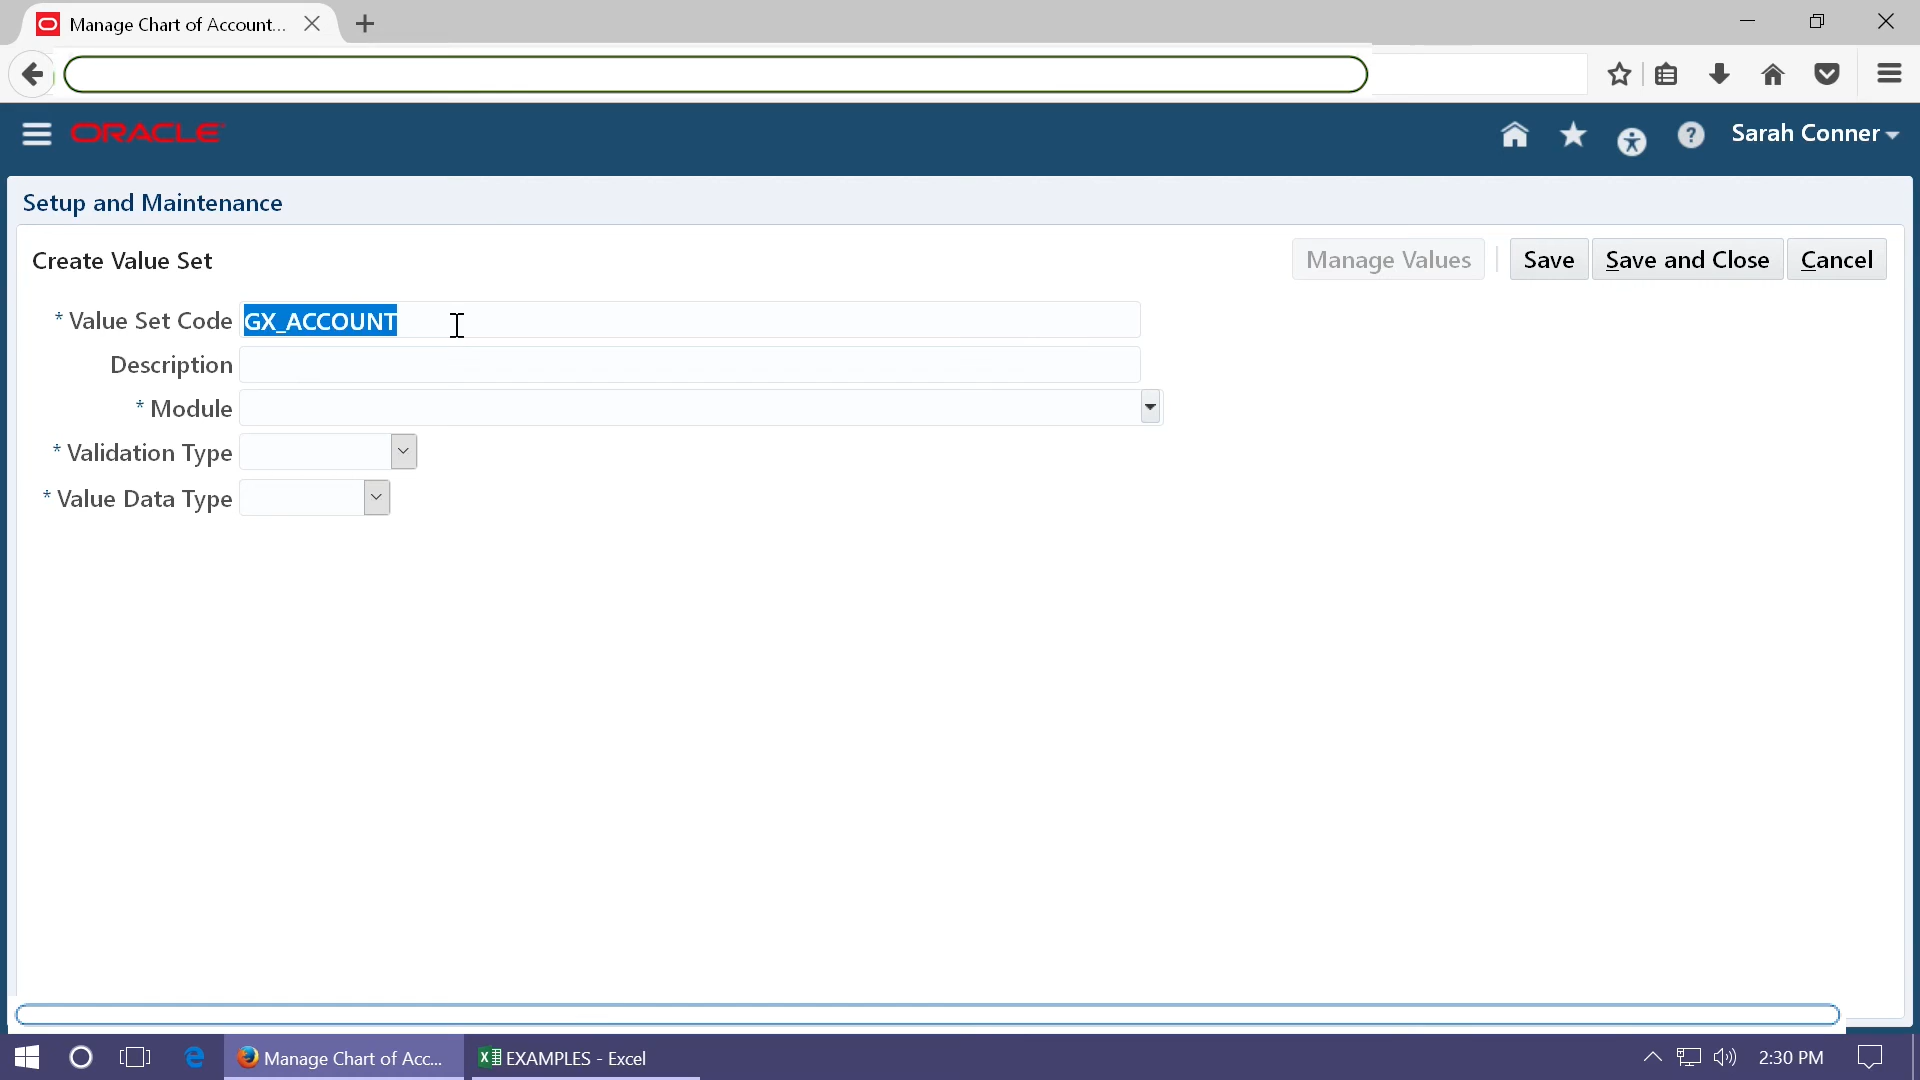 Manage Chart of Account...
ORACLE
Sarah Conner
Setup and Maintenance
Create Value Set
Manage Values
Save
Save and Close
Cancel
* Value Set Code GX_ACCOUNT
Description
* Module
* Validation Type
* Value Data Type
Manage Chart of Acc...
EXAMPLES - Excel
2:30 PM